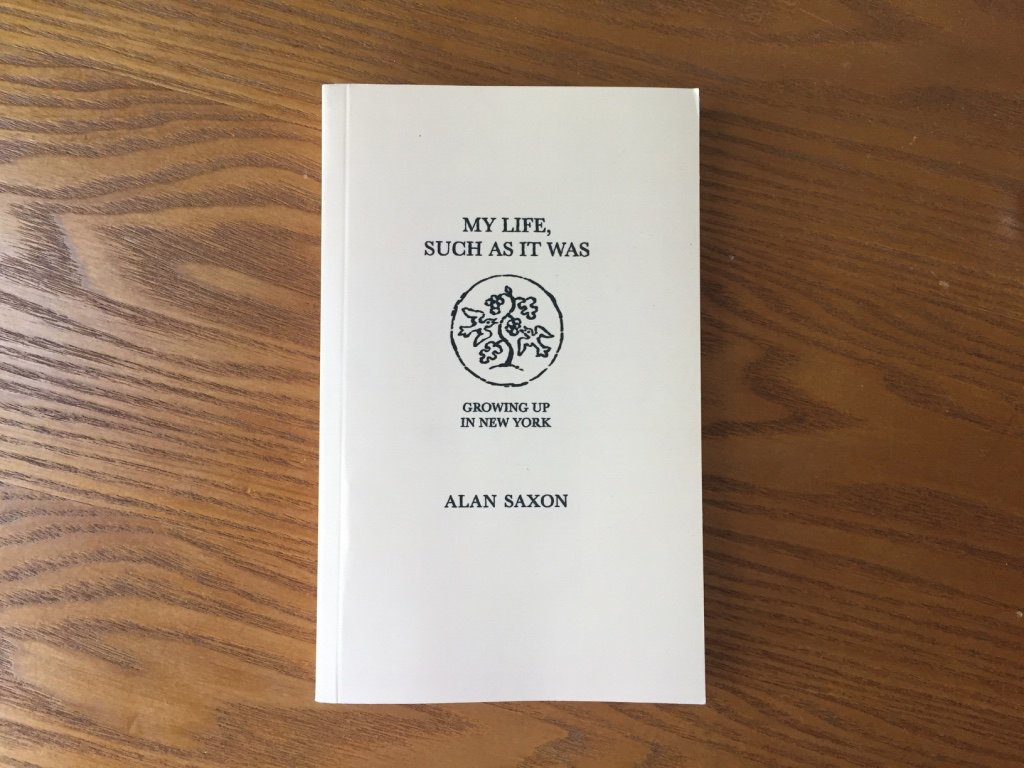 MY LIFE,
SUCH AS IT WAS
GROWING UP
IN NEW YORK
ALAN SAXON